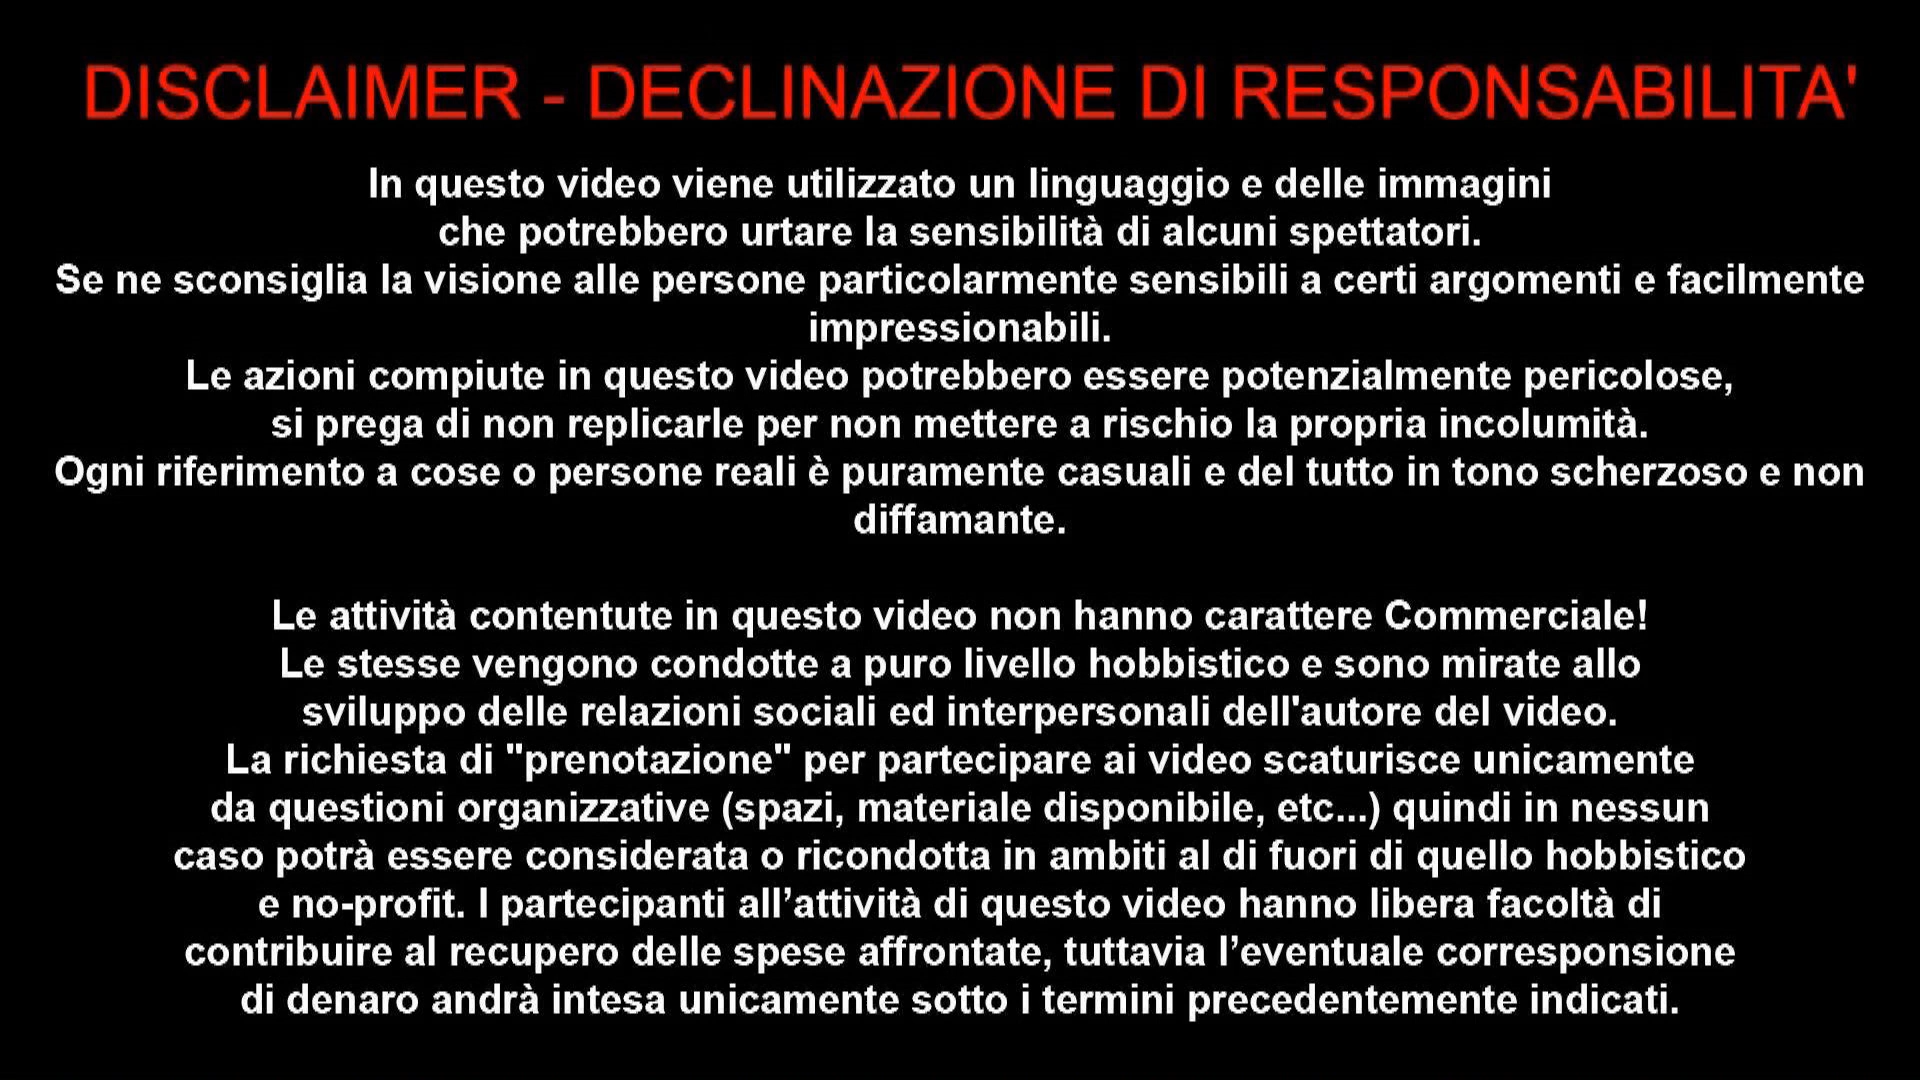 DISCLAIMER - DECLINAZIONE DI RESPONSABILITA'
In questo video viene utilizzato un linguaggio e delle immagini
che potrebbero urtare la sensibilità di alcuni spettatori.
Se ne sconsiglia la visione alle persone particolarmente sensibili a certi argomenti e facilmente
impressionabili.
Le azioni compiute in questo video potrebbero essere potenzialmente pericolose,
si prega di non replicarle per non mettere a rischio la propria incolumità.
Ogni riferimento a cose o persone reali è puramente casuali e del tutto in tono scherzoso e non
diffamante.
Le attività contentute in questo video non hanno carattere Commerciale!
Le stesse vengono condotte a puro livello hobbistico e sono mirate allo
sviluppo delle relazioni sociali ed interpersonali dell'autore del video.
La richiesta di "prenotazione" per partecipare ai video scaturisce unicamente
da questioni organizzative (spazi, materiale disponibile, etc...) quindi in nessun
caso potrà essere considerata o ricondotta in ambiti al di fuori di quello hobbistico
e no-profit. I partecipanti all’attività di questo video hanno libera facoltà di
contribuire al recupero delle spese affrontate, tuttavia l’eventuale corresponsione
di denaro andrà intesa unicamente sotto i termini precedentemente indicati.